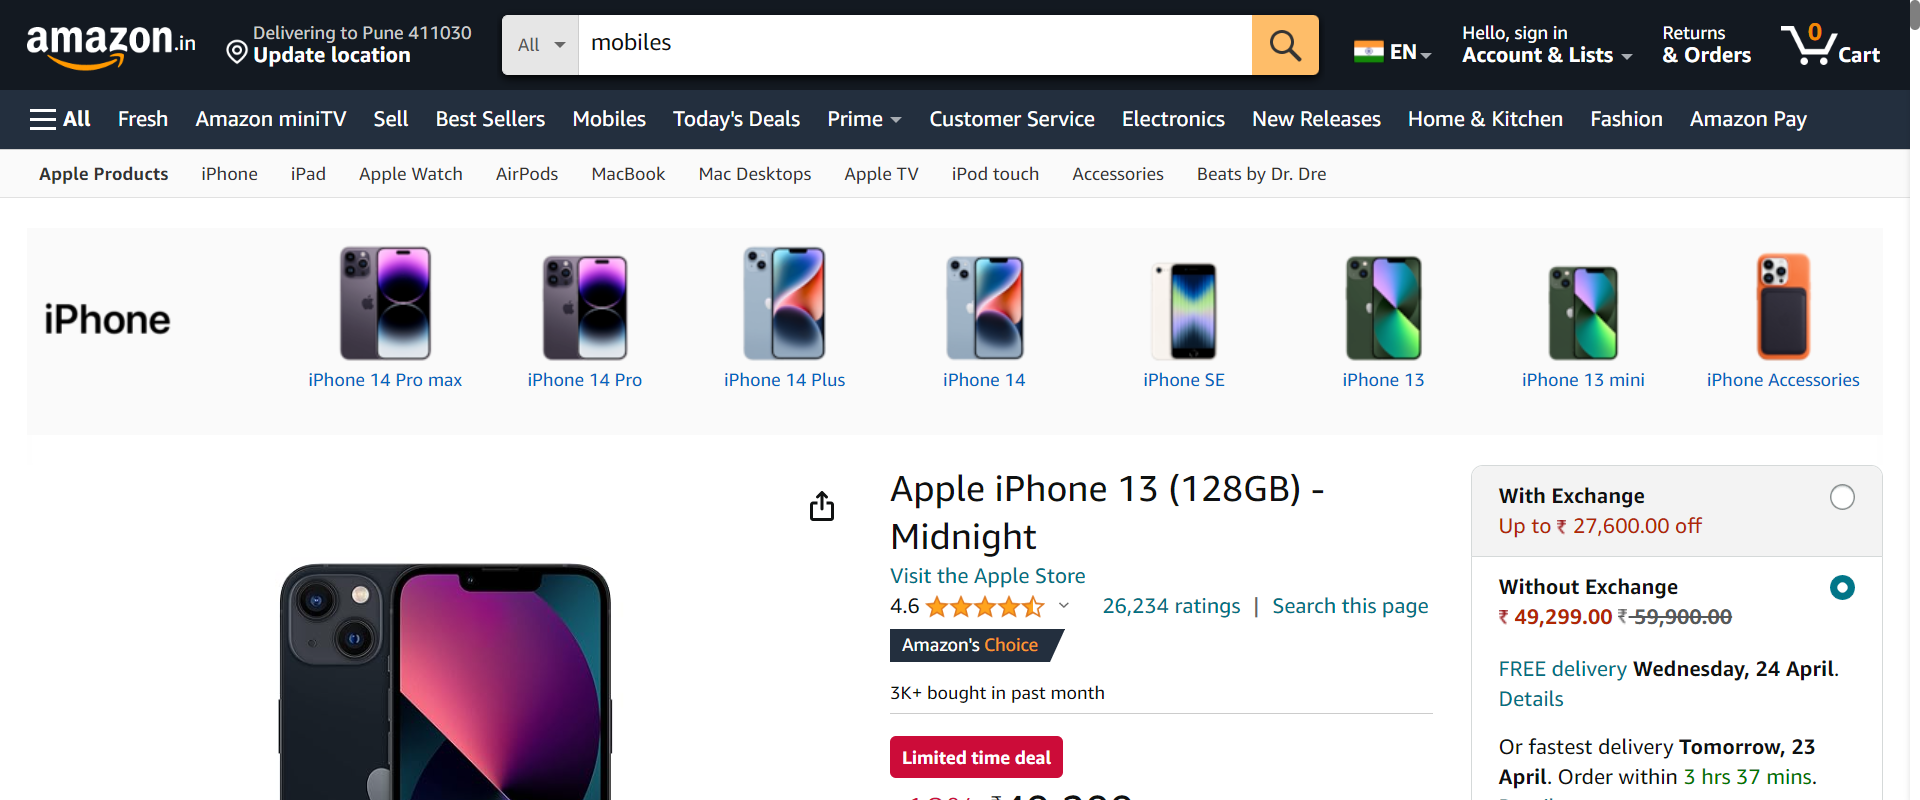 amazon.in
Delivering to Pune 411030
Update location
All
mobiles
EN
Hello, sign in
Account & Lists
Returns
& Orders
0
Cart
All Fresh Amazon miniTV Sell Best Sellers Mobiles Today's Deals Prime Customer Service Electronics New Releases Home & Kitchen Fashion Amazon Pay
Apple Products iPhone iPad Apple Watch AirPods MacBook Mac Desktops Apple TV iPod touch Accessories Beats by Dr. Dre
iPhone
iPhone 14 Pro max iPhone 14 Pro iPhone 14 Plus iPhone 14 iPhone SE iPhone 13 iPhone 13 mini iPhone Accessories
Apple iPhone 13 (128GB) -
Midnight
Visit the Apple Store
4.6 26,234 ratings | Search this page
Amazon's Choice
3K+ bought in past month
Limited time deal
With Exchange
Up to ₹ 27,600.00 off
Without Exchange
₹ 49,299.00 ₹ 59,900.00
FREE delivery Wednesday, 24 April.
Details
Or fastest delivery Tomorrow, 23
April. Order within 3 hrs 37 mins.